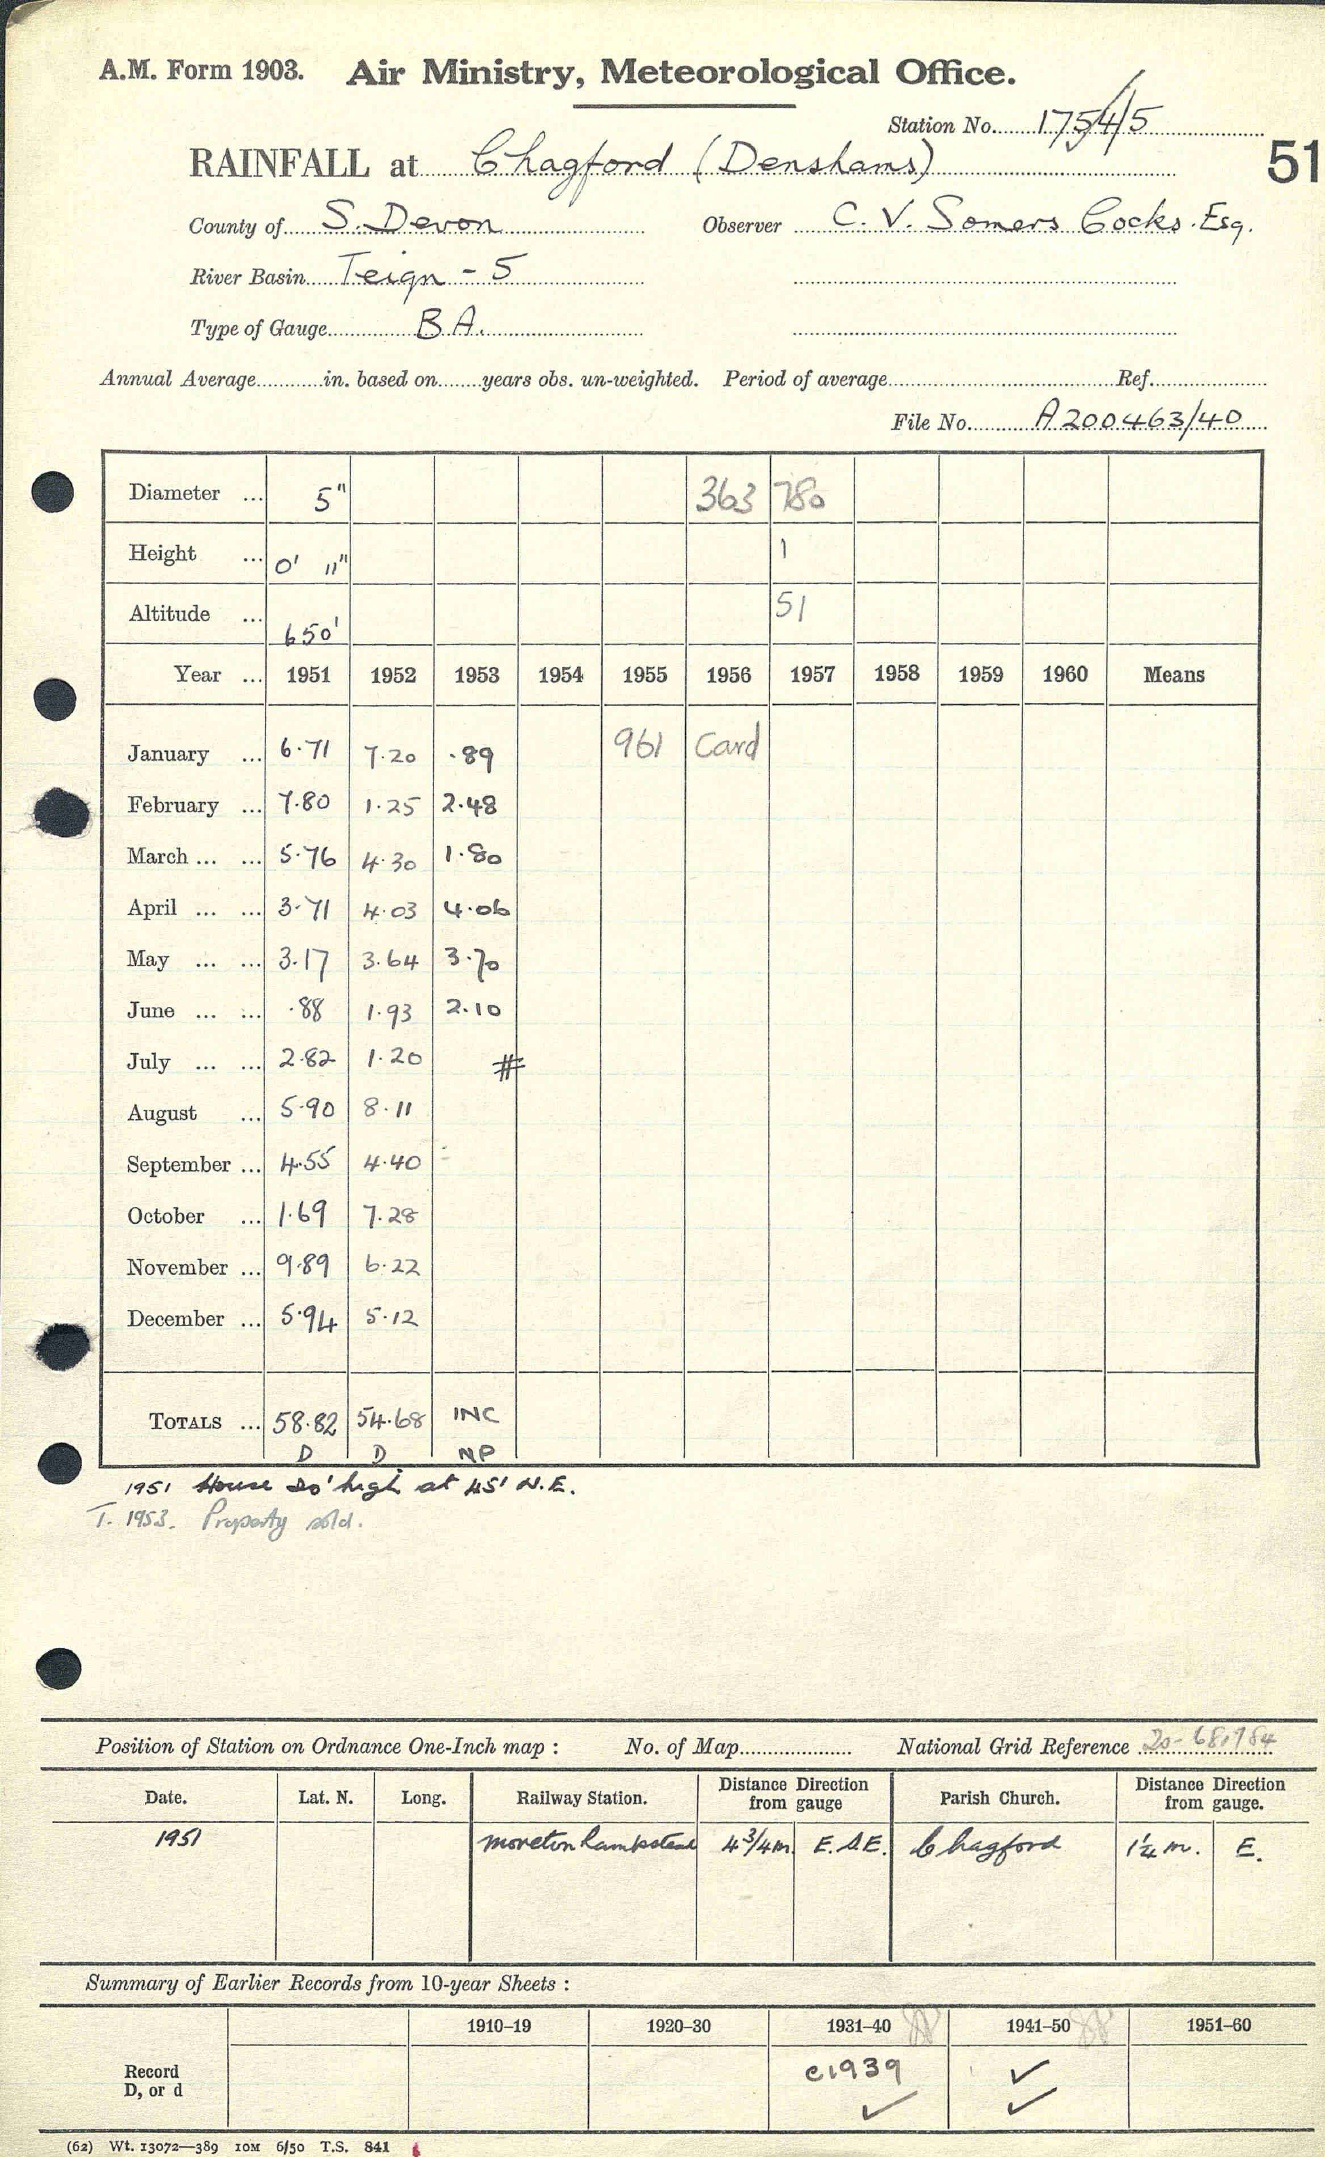 A.M. Form 1903. Air Ministry, Meteorological Office.
Station No. 1754/5
51
RAINFALL at Chagford (Denshams)
County of S. Devon Observer C. V. Somers Cocks. Esq.
River Basin Teign - 5
Type of Gauge B A.
Annual Average in. based on years obs. un-weighted. Period of average Ref.
File No. A200463/40
Diameter ... 5" 363 780
Height ... 0' 11" 1
Altitude ... 650' 51
Year ... 1951 1952 1953 1954 1955 1956 1957 1958 1959 1960 Means
January ... 6.71 7.20 .89 961 Card
February ... 7.80 1.25 2.48
March ... ... 5.76 4.30 1.80
April ... ... 3.71 4.03 4.06
May ... ... 3.17 3.64 3.70
June ... ... .88 1.93 2.10
July ... ... 2.82 1.20 #
August ... 5.90 8.11
September ... 4.55 4.40
October ... 1.69 7.28
November ... 9.89 6.22
December ... 5.94 5.12
TOTALS ... 58.82 54.68 INC
D D NP
1951 House 20' high at 45' N.E.
T. 1953. Property sold.
Position of Station on Ordnance One-Inch map : No. of Map National Grid Reference 20-
Date. Lat. N. Long. Railway Station. Distance from gauge Direction Parish Church. Distance from gauge. Direction
1951 Moretonhampstead 4 3/4 m. E.S.E. Chagford 1 1/4 m. E.
Summary of Earlier Records from 10-year Sheets :
1910–19 1920–30 1931–40 1941–50 1951–60
Record D, or d c1939 ✓
✓ ✓
(62) Wt. 13072—389 10M 6/50 T.S. 841